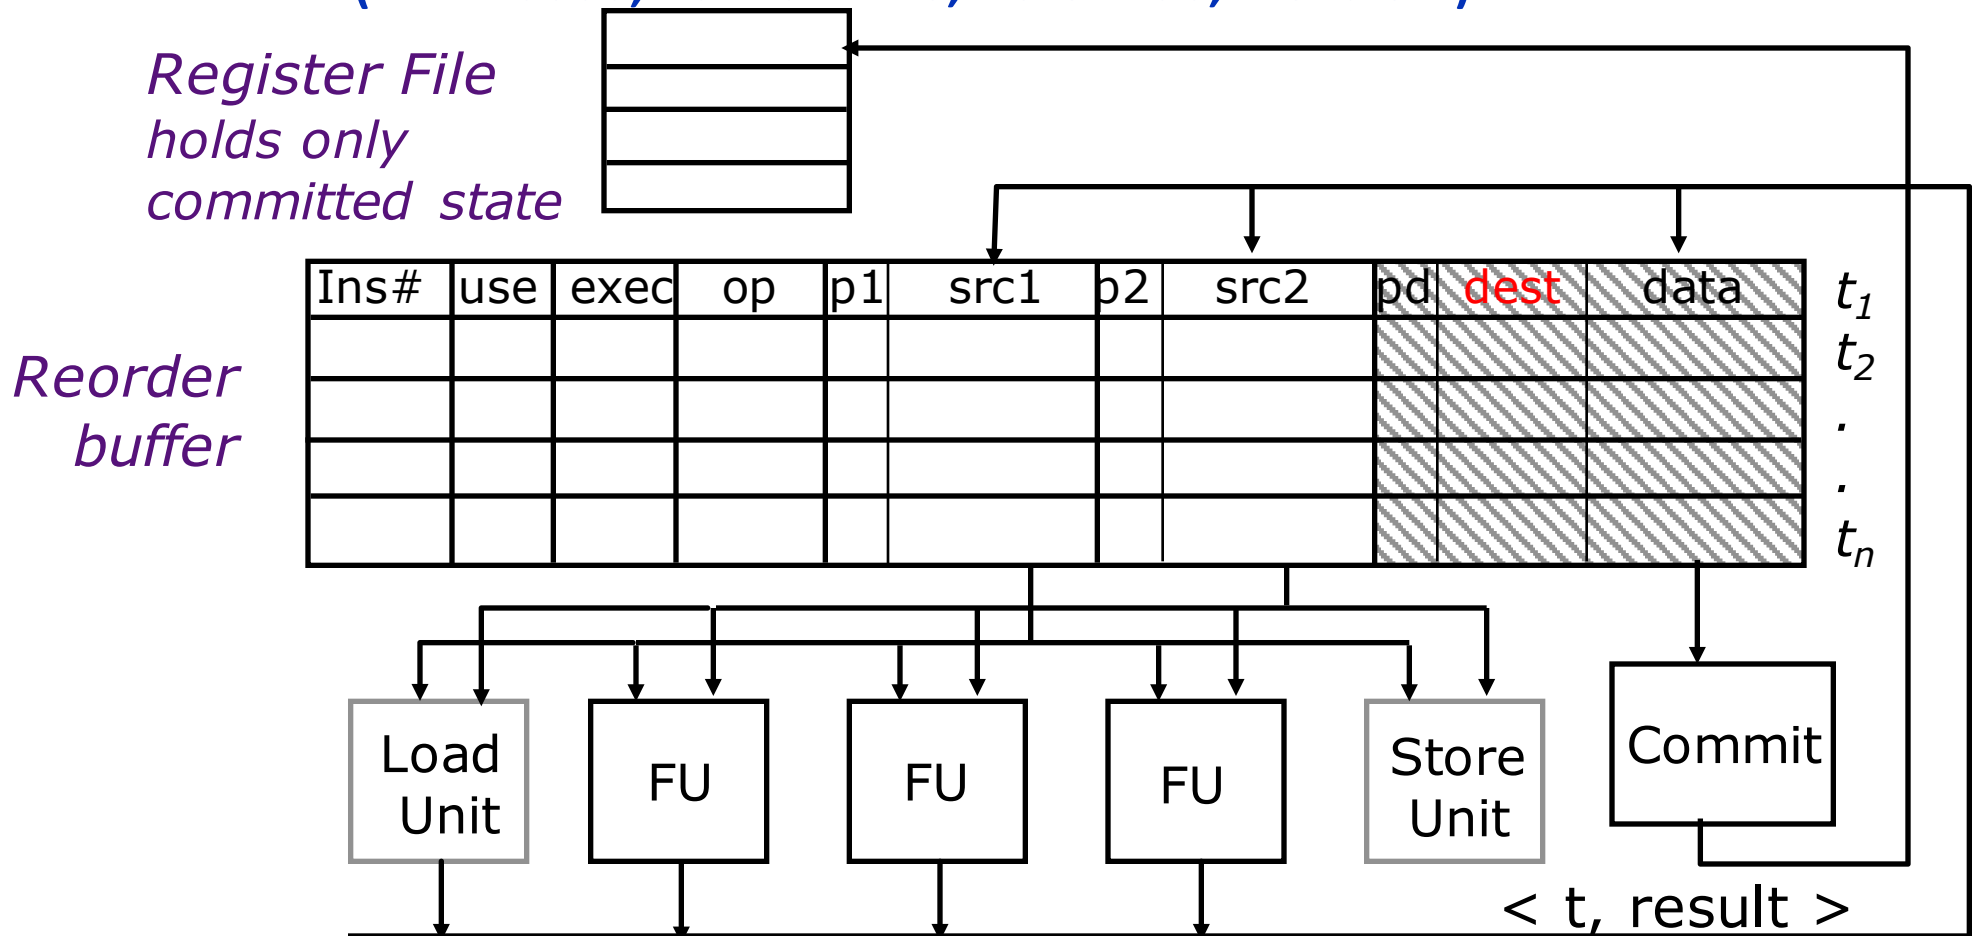 Register File
holds only
committed state
Ins# use exec op p1 src1 p2 src2 pd dest data t1
t2
Reorder
buffer
.
.
tn
Load
Unit
FU
FU
FU
Store
Unit
Commit
< t, result >